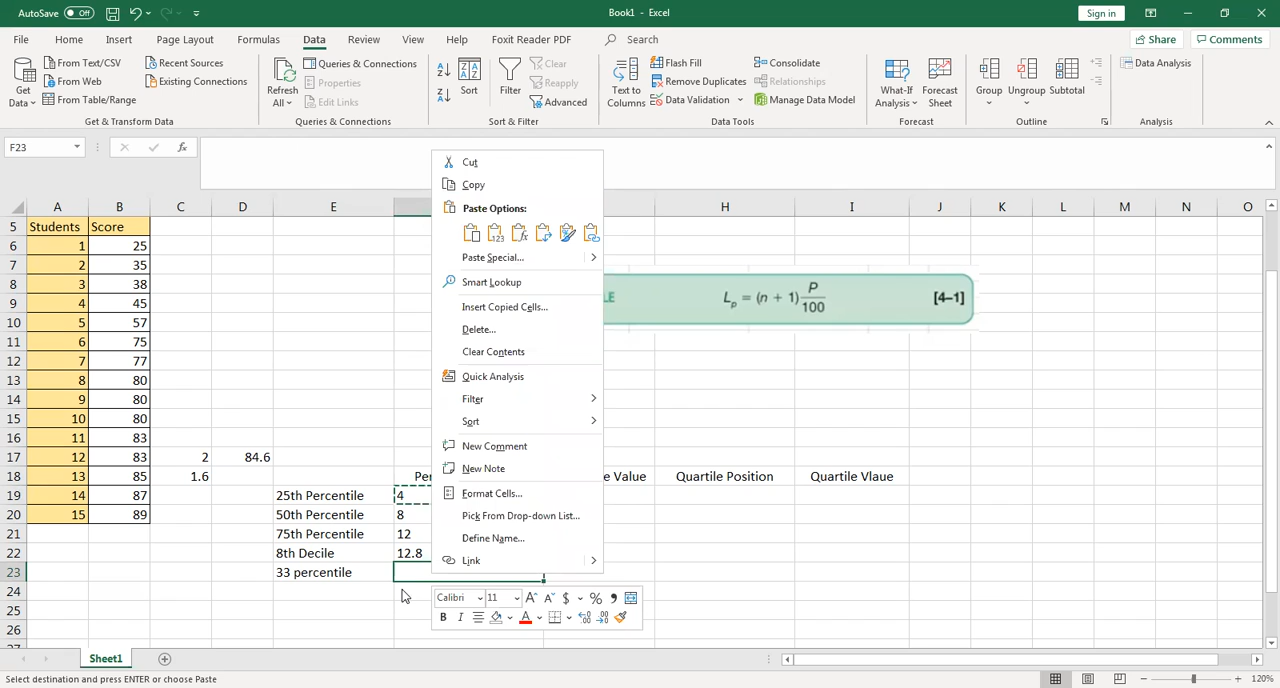 AutoSave Off
Book1 - Excel
Sign in
File Home Insert Page Layout Formulas Data Review View Help Foxit Reader PDF Search
Share Comments
Get Data
From Text/CSV
From Web
From Table/Range
Recent Sources
Existing Connections
Get & Transform Data
Refresh All
Queries & Connections
Properties
Edit Links
Queries & Connections
Sort
Filter
Clear
Reapply
Advanced
Sort & Filter
Text to Columns
Flash Fill
Remove Duplicates
Data Validation
Consolidate
Relationships
Manage Data Model
Data Tools
What-If Analysis
Forecast Sheet
Forecast
Group
Ungroup
Subtotal
Outline
Data Analysis
Analysis
F23
fx
A B C D E H I J K L M N O
5 Students Score
6 1 25
7 2 35
8 3 38
9 4 45
10 5 57
11 6 75
12 7 77
13 8 80
14 9 80
15 10 80
16 11 83
17 12 83 2 84.6
18 13 85 1.6 Quartile Position Quartile Vlaue
19 14 87 25th Percentile 4
20 15 89 50th Percentile 8
21 75th Percentile 12
22 8th Decile 12.8
23 33 percentile
24
25
26
Lp = (n + 1) P
100
[4–1]
Cut
Copy
Paste Options:
Paste Special...
Smart Lookup
Insert Copied Cells...
Delete...
Clear Contents
Quick Analysis
Filter
Sort
New Comment
New Note
Format Cells...
Pick From Drop-down List...
Define Name...
Link
Calibri 11 A A $ % ,
B I A
Sheet1
Select destination and press ENTER or choose Paste
120%